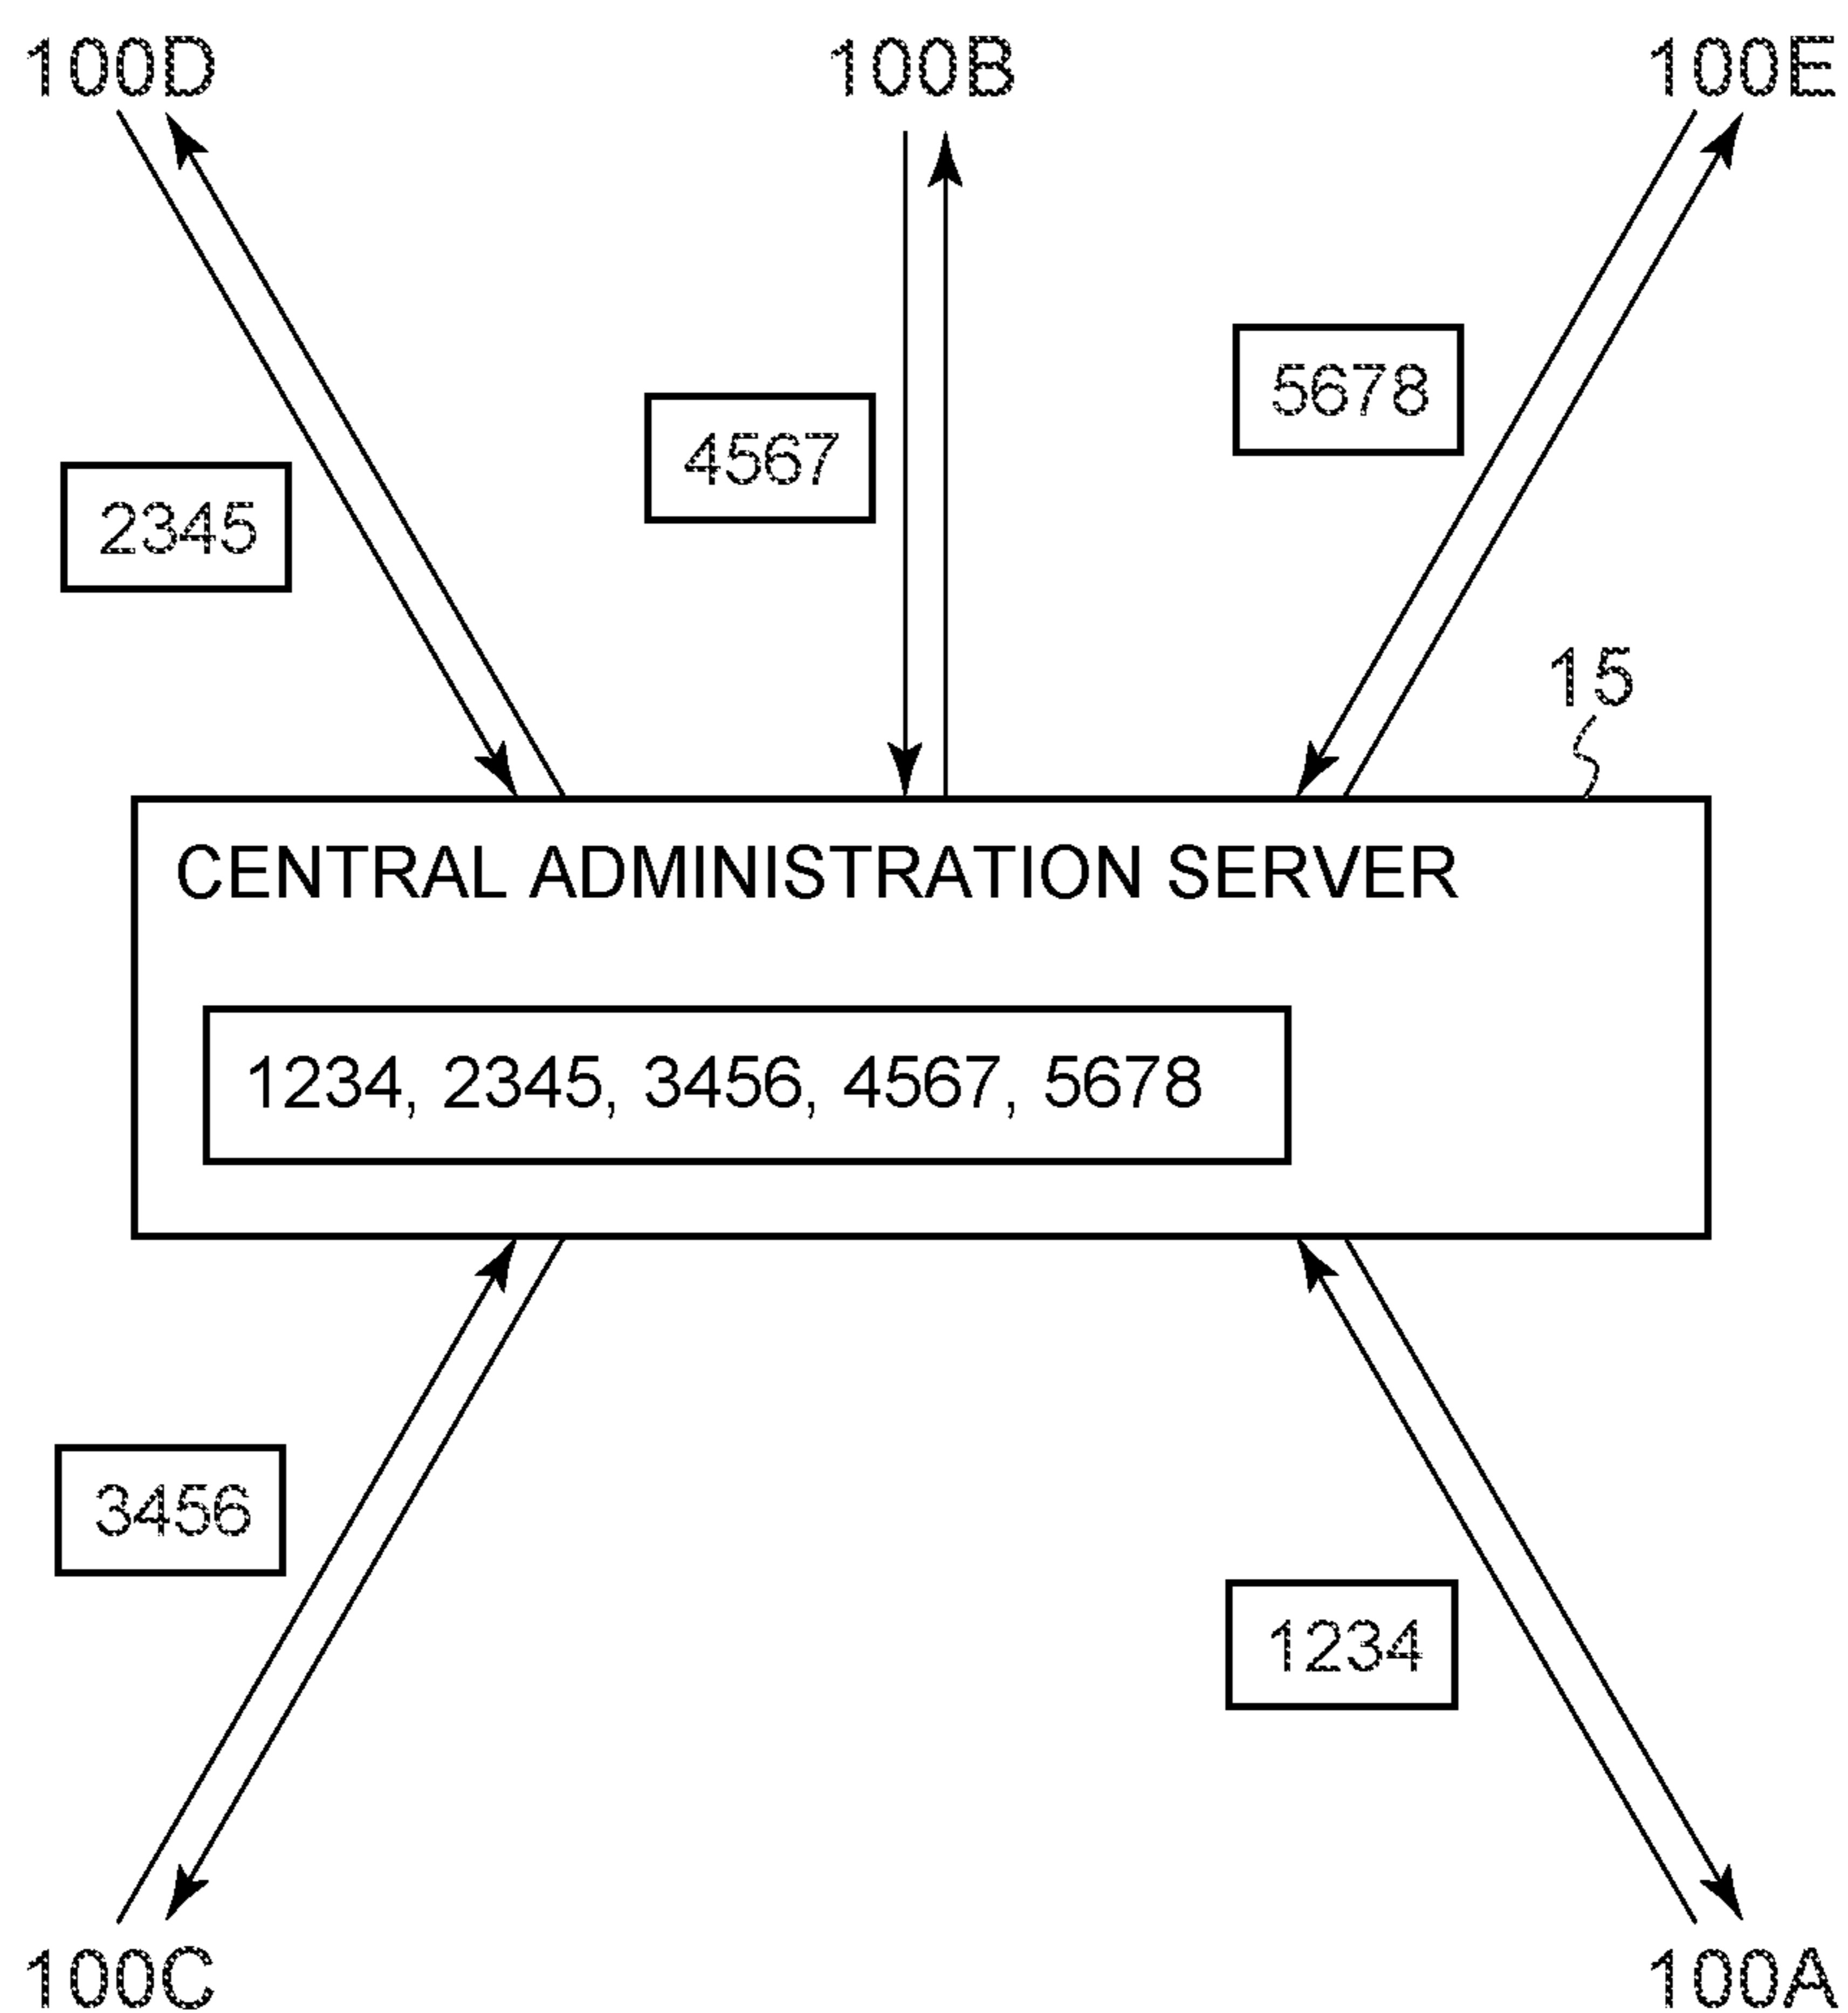 100D
100B
100E
5678
4567
2345
15
CENTRAL ADMINISTRATION SERVER
1234, 2345, 3456, 4567, 5678
3456
1234
100C
100A